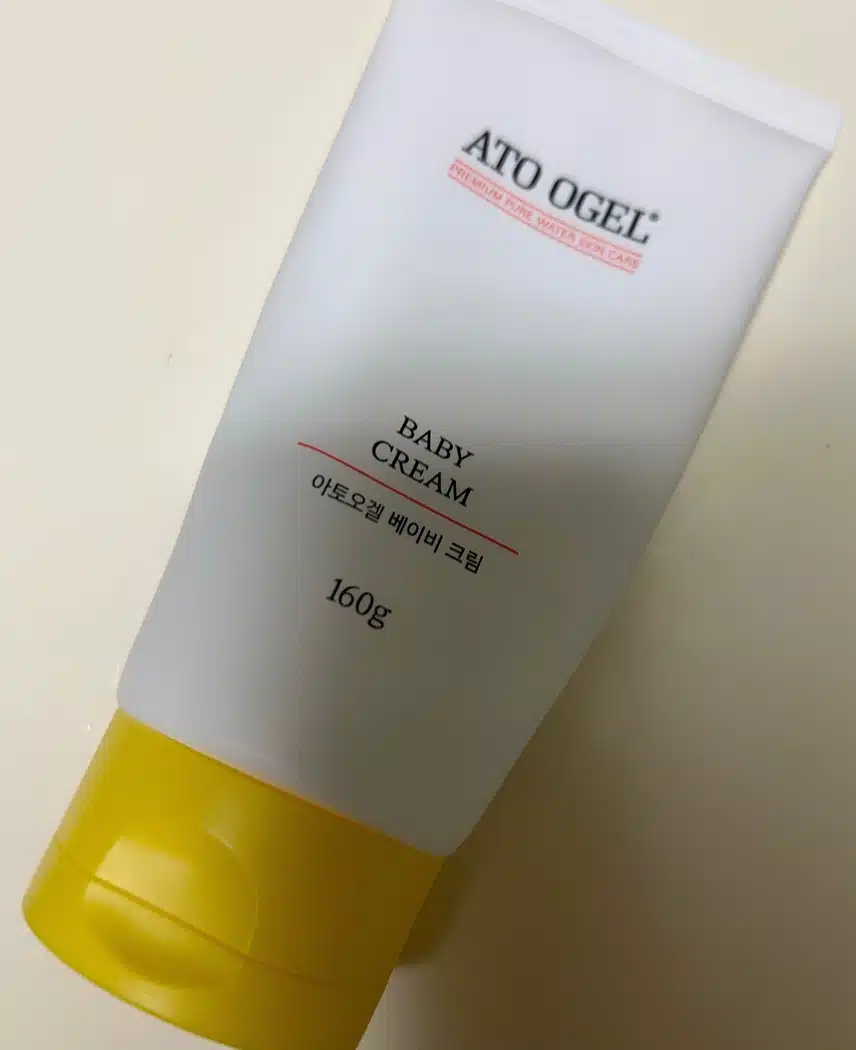 ATO OGEL®
PREMIUM PURE WATER SKIN CARE
BABY
CREAM
아토오겔 베이비 크림
160g